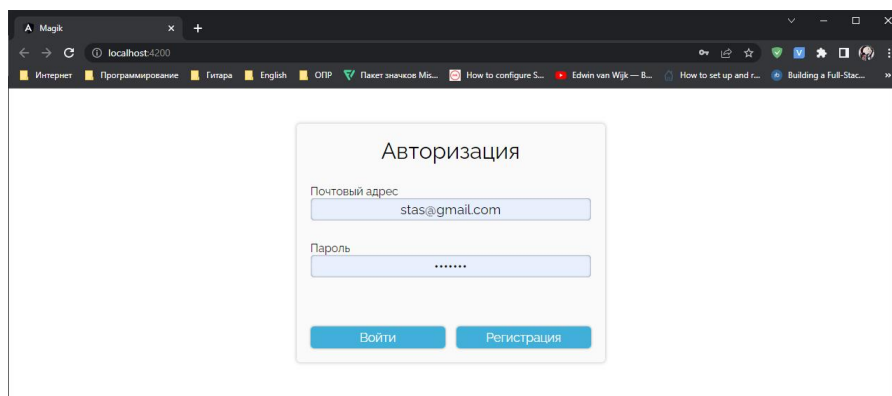 Magik
localhost:4200
Интернет Программирование Гитара English ОПР Пакет значков Mis... How to configure S... Edwin van Wijk — B... How to set up and r... Building a Full-Stac... »
Авторизация
Почтовый адрес
stas@gmail.com
Пароль
•••••••
Войти Регистрация